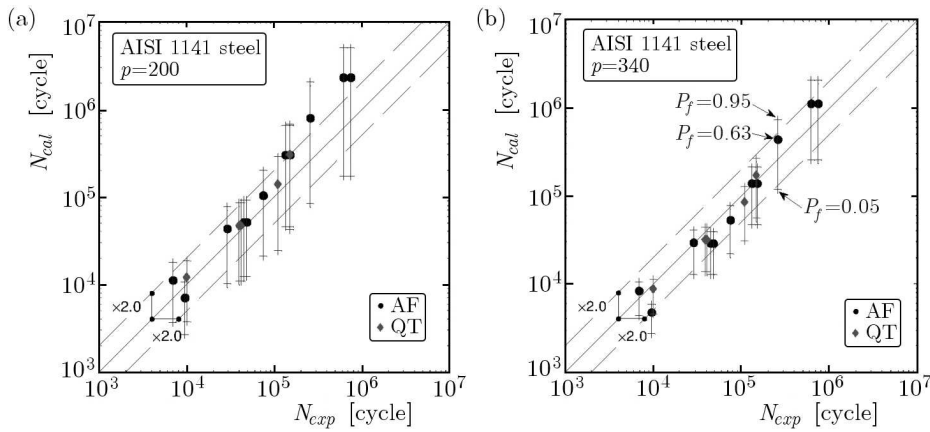 (a)
10^7
AISI 1141 steel
p=200
10^6
N_cal [cycle]
10^5
10^4
×2.0
×2.0
AF
QT
10^3
10^3 10^4 10^5 10^6 10^7
N_exp [cycle]
(b)
10^7
AISI 1141 steel
p=340
P_f=0.95
10^6
P_f=0.63
N_cal [cycle]
10^5
P_f=0.05
10^4
×2.0
×2.0
AF
QT
10^3
10^3 10^4 10^5 10^6 10^7
N_exp [cycle]